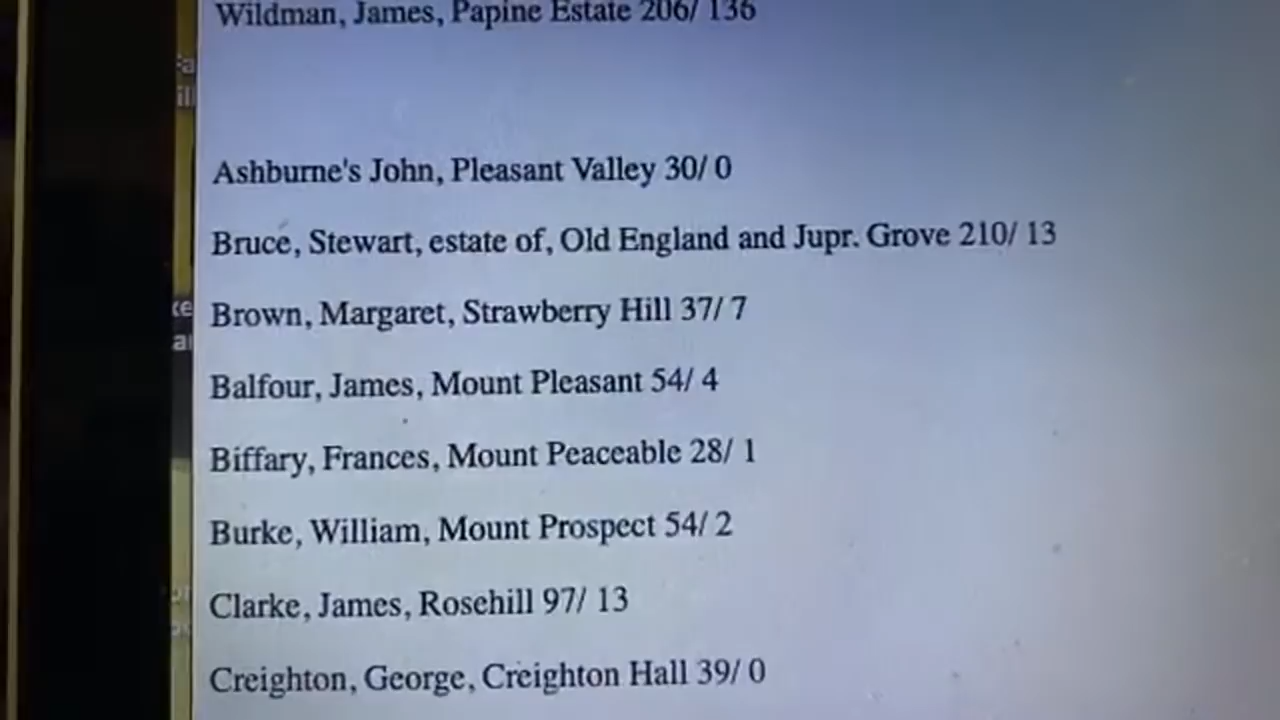 Wildman, James, Papine Estate 206/ 136
Ashburne's John, Pleasant Valley 30/ 0
Bruce, Stewart, estate of, Old England and Jupr. Grove 210/ 13
Brown, Margaret, Strawberry Hill 37/ 7
Balfour, James, Mount Pleasant 54/ 4
Biffary, Frances, Mount Peaceable 28/ 1
Burke, William, Mount Prospect 54/ 2
Clarke, James, Rosehill 97/ 13
Creighton, George, Creighton Hall 39/ 0